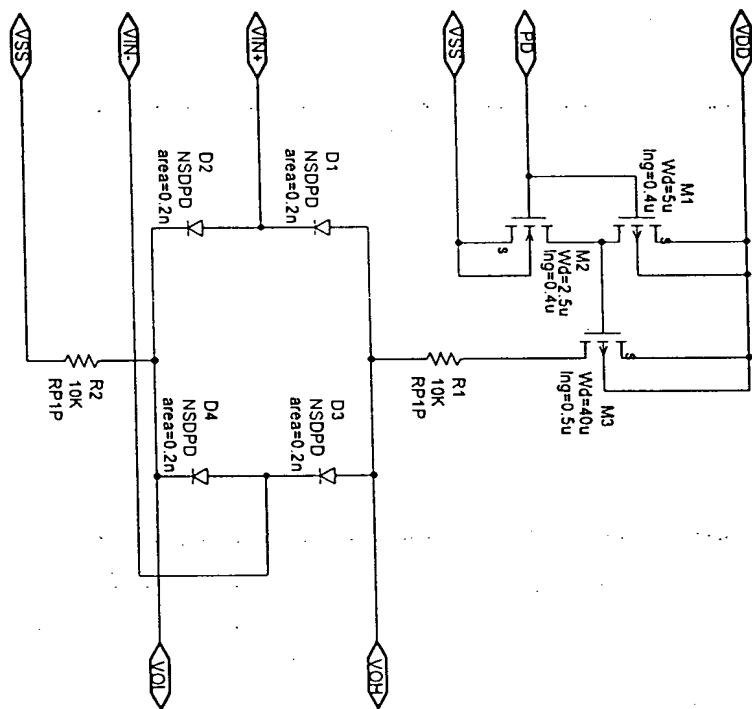 VDD
M1
Wd=5u
lng=0.4u
s
s
M3
Wd=40u
lng=0.5u
PD
M2
Wd=2.5u
lng=0.4u
s
VSS
R1
10K
RP1P
VOH
D1
NSDPD
area=0.2n
D3
NSDPD
area=0.2n
VIN+
D2
NSDPD
area=0.2n
D4
NSDPD
area=0.2n
VIN-
VOL
R2
10K
RP1P
VSS